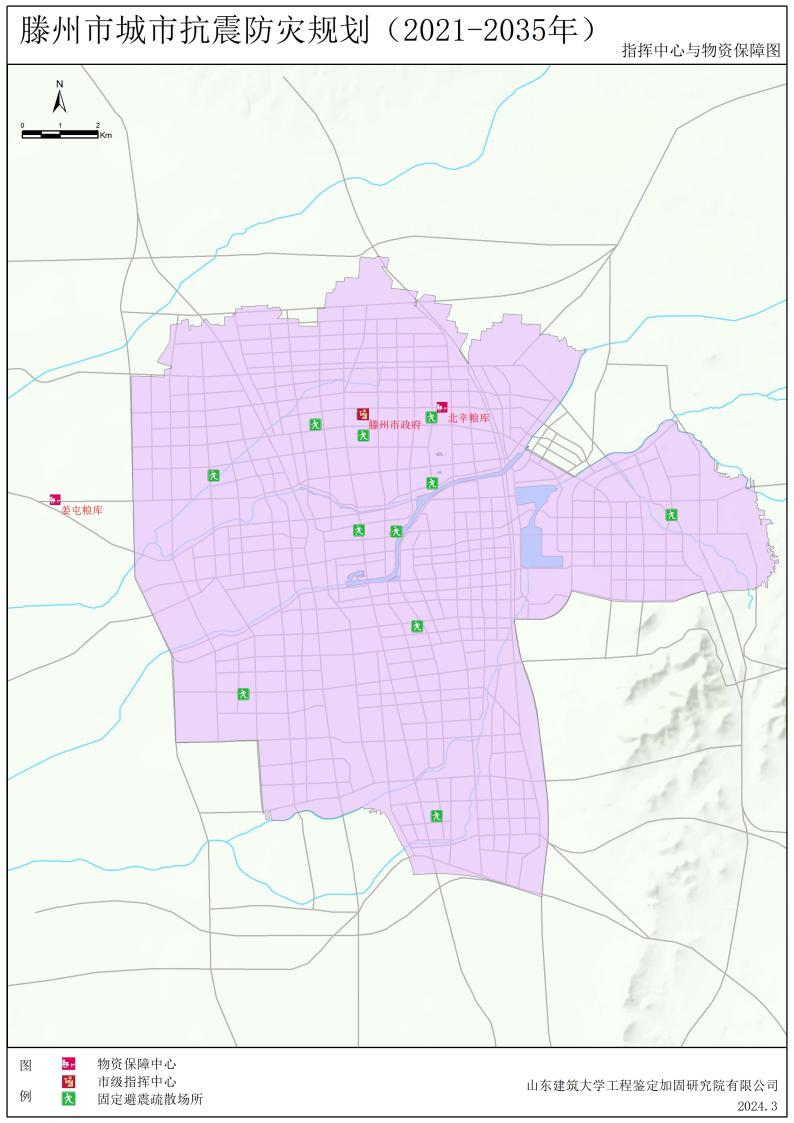 滕州市城市抗震防灾规划（2021-2035年）
指挥中心与物资保障图
N
0 1 2
Km
北辛粮库
滕州市政府
姜屯粮库
图例
物资保障中心
市级指挥中心
固定避震疏散场所
山东建筑大学工程鉴定加固研究院有限公司
2024.3